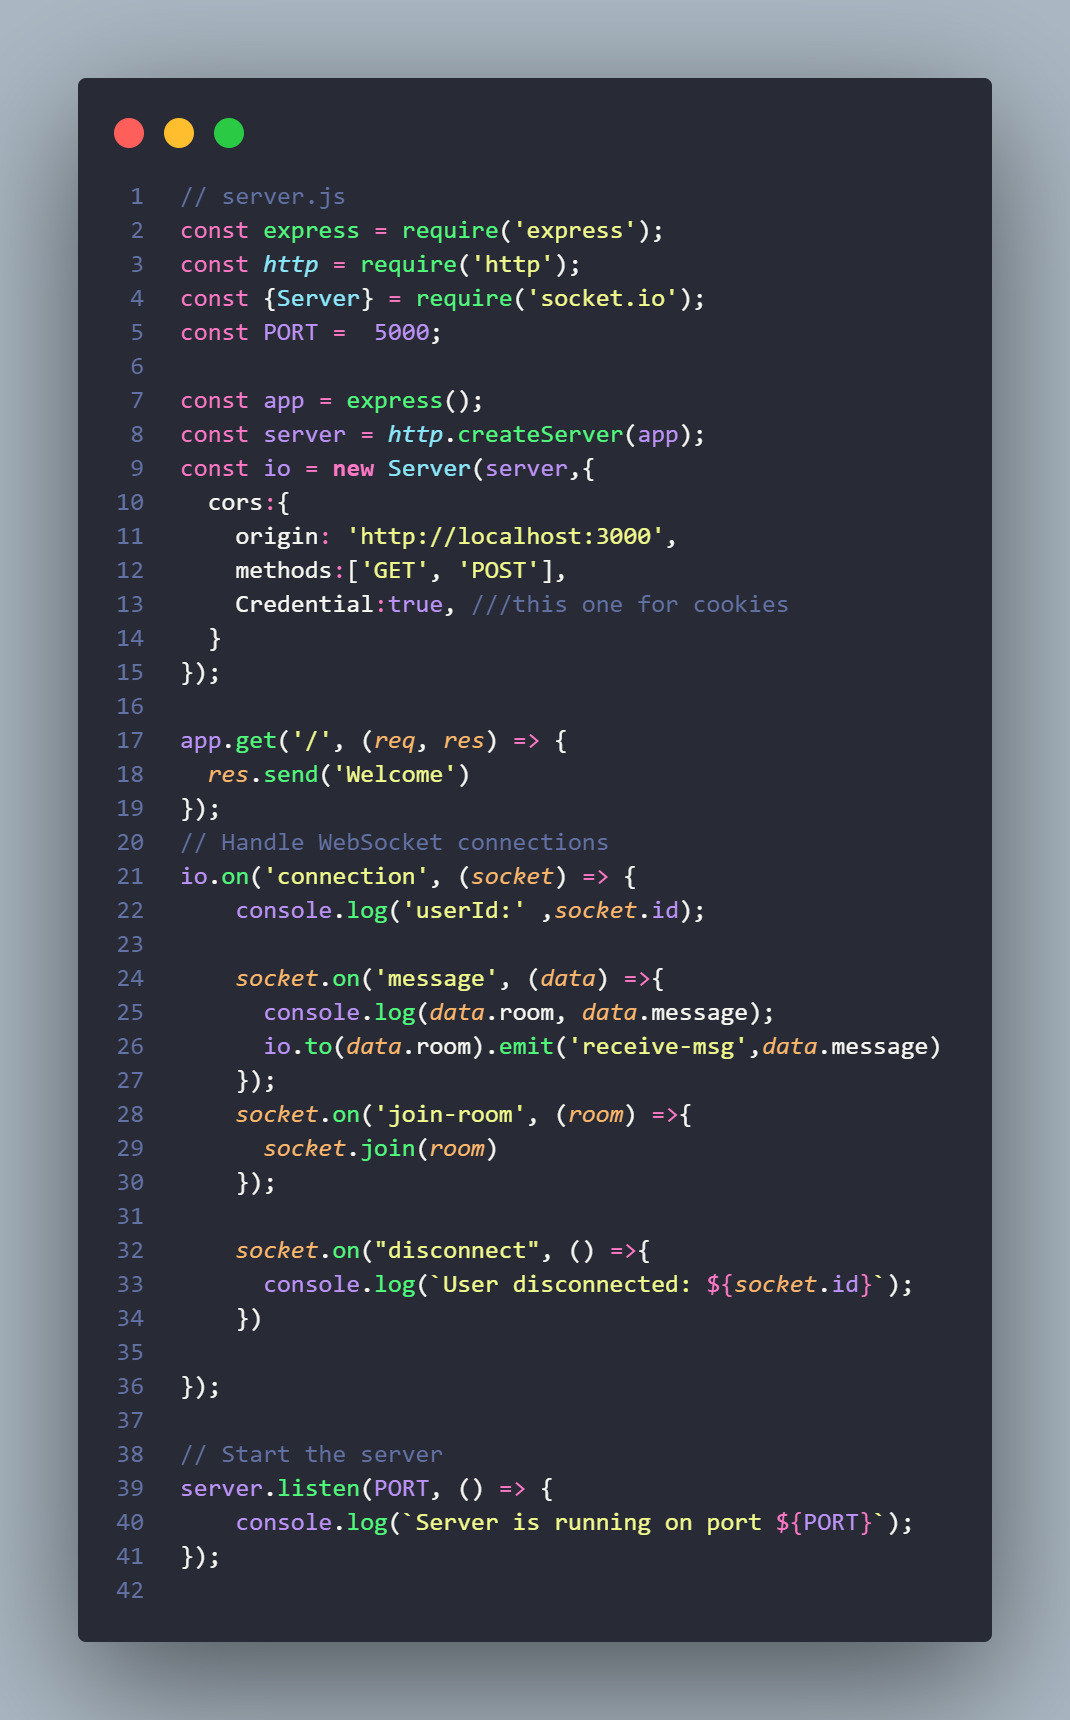 1 // server.js
2 const express = require('express');
3 const http = require('http');
4 const {Server} = require('socket.io');
5 const PORT =  5000;
6
7 const app = express();
8 const server = http.createServer(app);
9 const io = new Server(server,{
10   cors:{
11     origin: 'http://localhost:3000',
12     methods:['GET', 'POST'],
13     Credential:true, ///this one for cookies
14   }
15 });
16
17 app.get('/', (req, res) => {
18   res.send('Welcome')
19 });
20 // Handle WebSocket connections
21 io.on('connection', (socket) => {
22     console.log('userId:' ,socket.id);
23
24     socket.on('message', (data) =>{
25       console.log(data.room, data.message);
26       io.to(data.room).emit('receive-msg',data.message)
27     });
28     socket.on('join-room', (room) =>{
29       socket.join(room)
30     });
31
32     socket.on("disconnect", () =>{
33       console.log(`User disconnected: ${socket.id}`);
34     })
35
36 });
37
38 // Start the server
39 server.listen(PORT, () => {
40     console.log(`Server is running on port ${PORT}`);
41 });
42